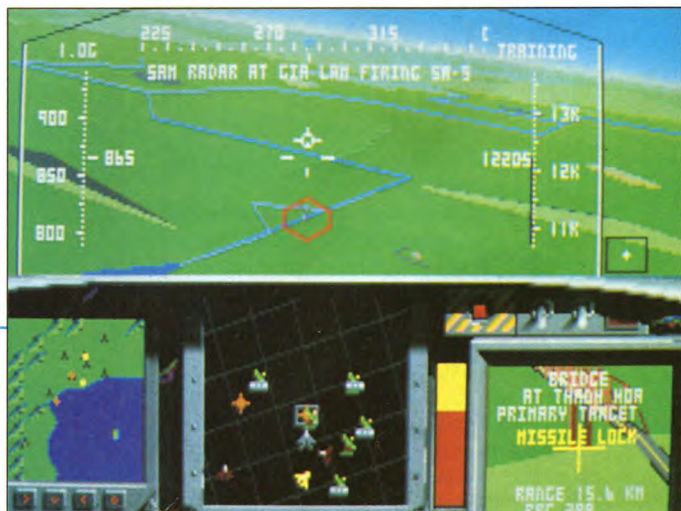 225 270 315
1.0G TRAINING
SAM RADAR AT GIA LAM FIRING SA-5
900 13K
865
12205 12K
850
800 11K
BRIDGE
AT THANH HOA
PRIMARY TARGET
MISSILE LOCK
RANGE 15.6 KM